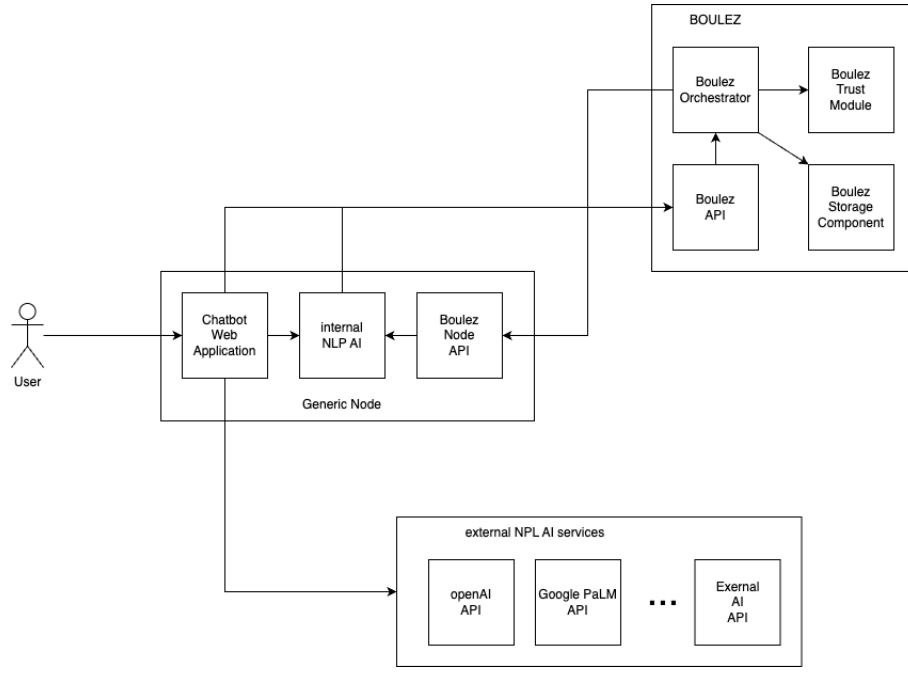 BOULEZ
Boulez
Orchestrator
Boulez
Trust
Module
Boulez
API
Boulez
Storage
Component
User
Chatbot
Web
Application
internal
NLP AI
Boulez
Node
API
Generic Node
external NPL AI services
openAI
API
Google PaLM
API
...
Exernal
AI
API